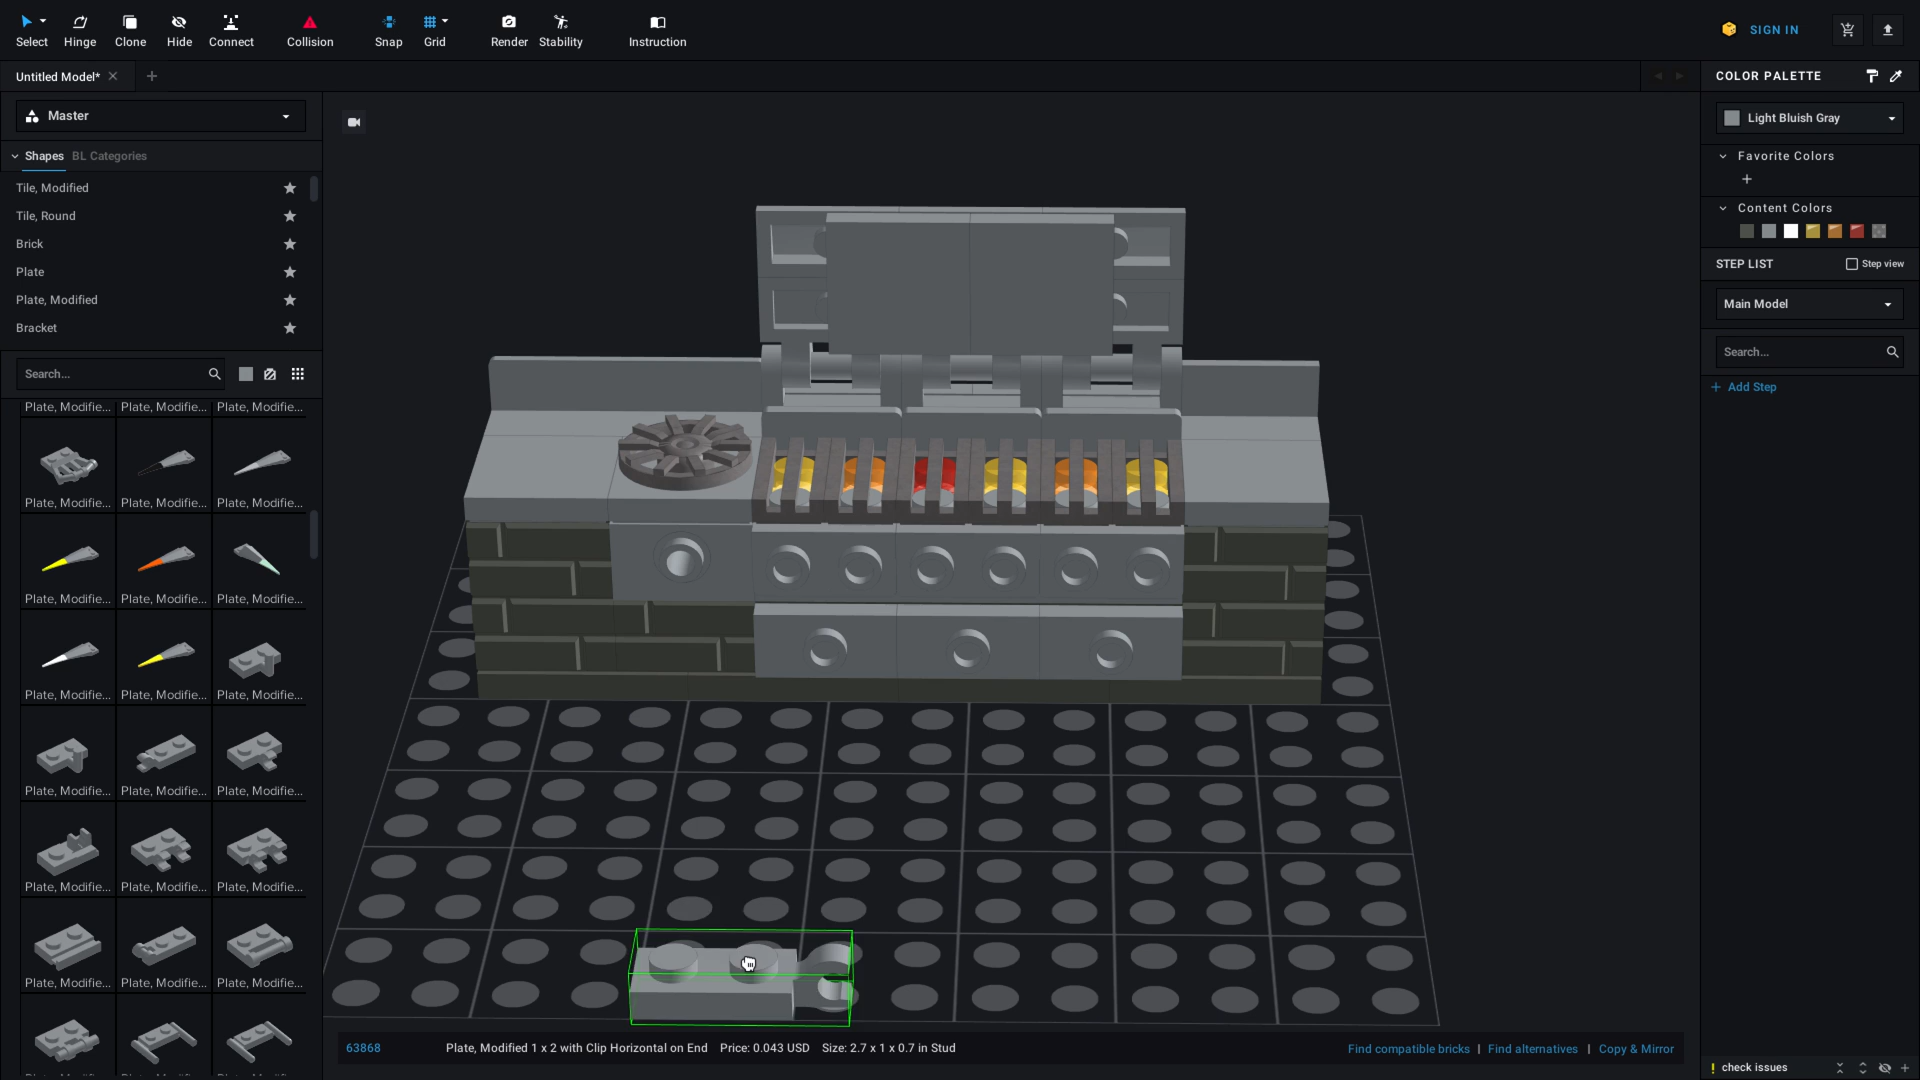 Select
Hinge
Clone
Hide
Connect
Collision
Snap
Grid
Render
Stability
Instruction
SIGN IN
Untitled Model*
Master
Shapes
BL Categories
Tile, Modified
Tile, Round
Brick
Plate
Plate, Modified
Bracket
Search...
Plate, Modifie... Plate, Modifie... Plate, Modifie...
Plate, Modifie... Plate, Modifie... Plate, Modifie...
Plate, Modifie... Plate, Modifie... Plate, Modifie...
Plate, Modifie... Plate, Modifie... Plate, Modifie...
Plate, Modifie... Plate, Modifie... Plate, Modifie...
Plate, Modifie... Plate, Modifie... Plate, Modifie...
Plate, Modifie... Plate, Modifie... Plate, Modifie...
63868
Plate, Modified 1 x 2 with Clip Horizontal on End Price: 0.043 USD Size: 2.7 x 1 x 0.7 in Stud
Find compatible bricks | Find alternatives | Copy & Mirror
COLOR PALETTE
Light Bluish Gray
Favorite Colors
Content Colors
STEP LIST
Step view
Main Model
Search...
Add Step
check issues